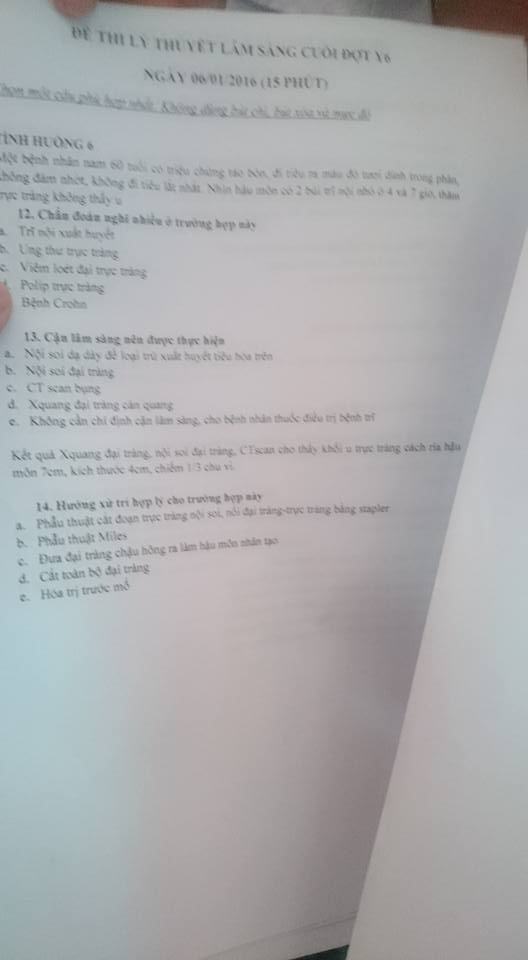 ĐỀ THI LÝ THUYẾT LÂM SÀNG CUỐI ĐỢT Y6
NGÀY 06/01/2016 (15 PHÚT)
Chọn một câu phù hợp nhất. Không dùng bút chì, bút xóa và mực đỏ
TÌNH HUỐNG 6
Một bệnh nhân nam 60 tuổi có triệu chứng táo bón, đi tiêu ra máu đỏ tươi dính trong phân,
không đàm nhớt, không đi tiêu lắt nhắt. Nhìn hậu môn có 2 búi trĩ nội nhỏ ở 4 và 7 giờ, thăm
trực tràng không thấy u
12. Chẩn đoán nghĩ nhiều ở trường hợp này
a. Trĩ nội xuất huyết
b. Ung thư trực tràng
c. Viêm loét đại trực tràng
Polip trực tràng
Bệnh Crohn
13. Cận lâm sàng nên được thực hiện
a. Nội soi dạ dày để loại trừ xuất huyết tiêu hóa trên
b. Nội soi đại tràng
c. CT scan bụng
d. Xquang đại tràng cản quang
e. Không cần chỉ định cận lâm sàng, cho bệnh nhân thuốc điều trị bệnh trĩ
Kết quả Xquang đại tràng, nội soi đại tràng, CTscan cho thấy khối u trực tràng cách rìa hậu
môn 7cm, kích thước 4cm, chiếm 1/3 chu vi.
14. Hướng xử trí hợp lý cho trường hợp này
a. Phẫu thuật cắt đoạn trực tràng nội soi, nối đại tràng-trực tràng bằng stapler
b. Phẫu thuật Miles
c. Đưa đại tràng chậu hông ra làm hậu môn nhân tạo
d. Cắt toàn bộ đại tràng
e. Hóa trị trước mổ